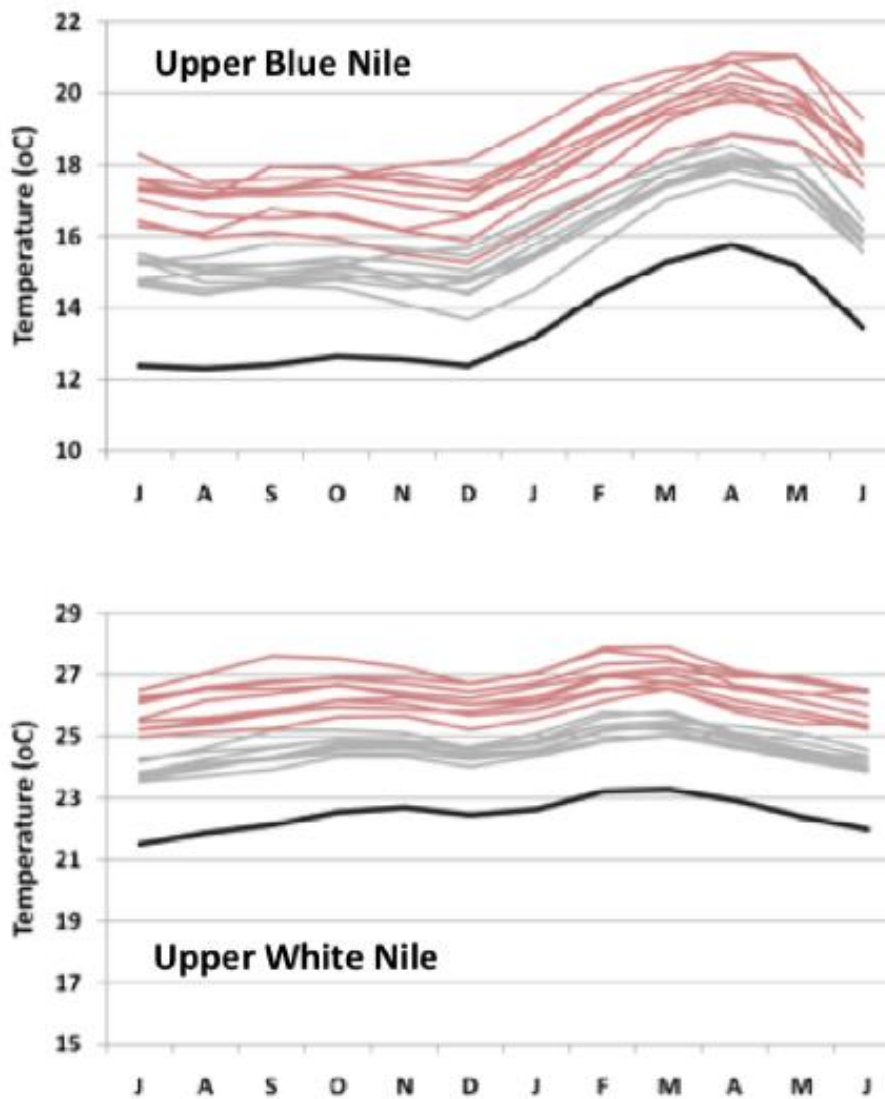 22
Upper Blue Nile
20
18
16
14
12
10
Temperature (oC)
J A S O N D J F M A M J
29
27
25
23
21
19
Upper White Nile
17
15
Temperature (oC)
J A S O N D J F M A M J